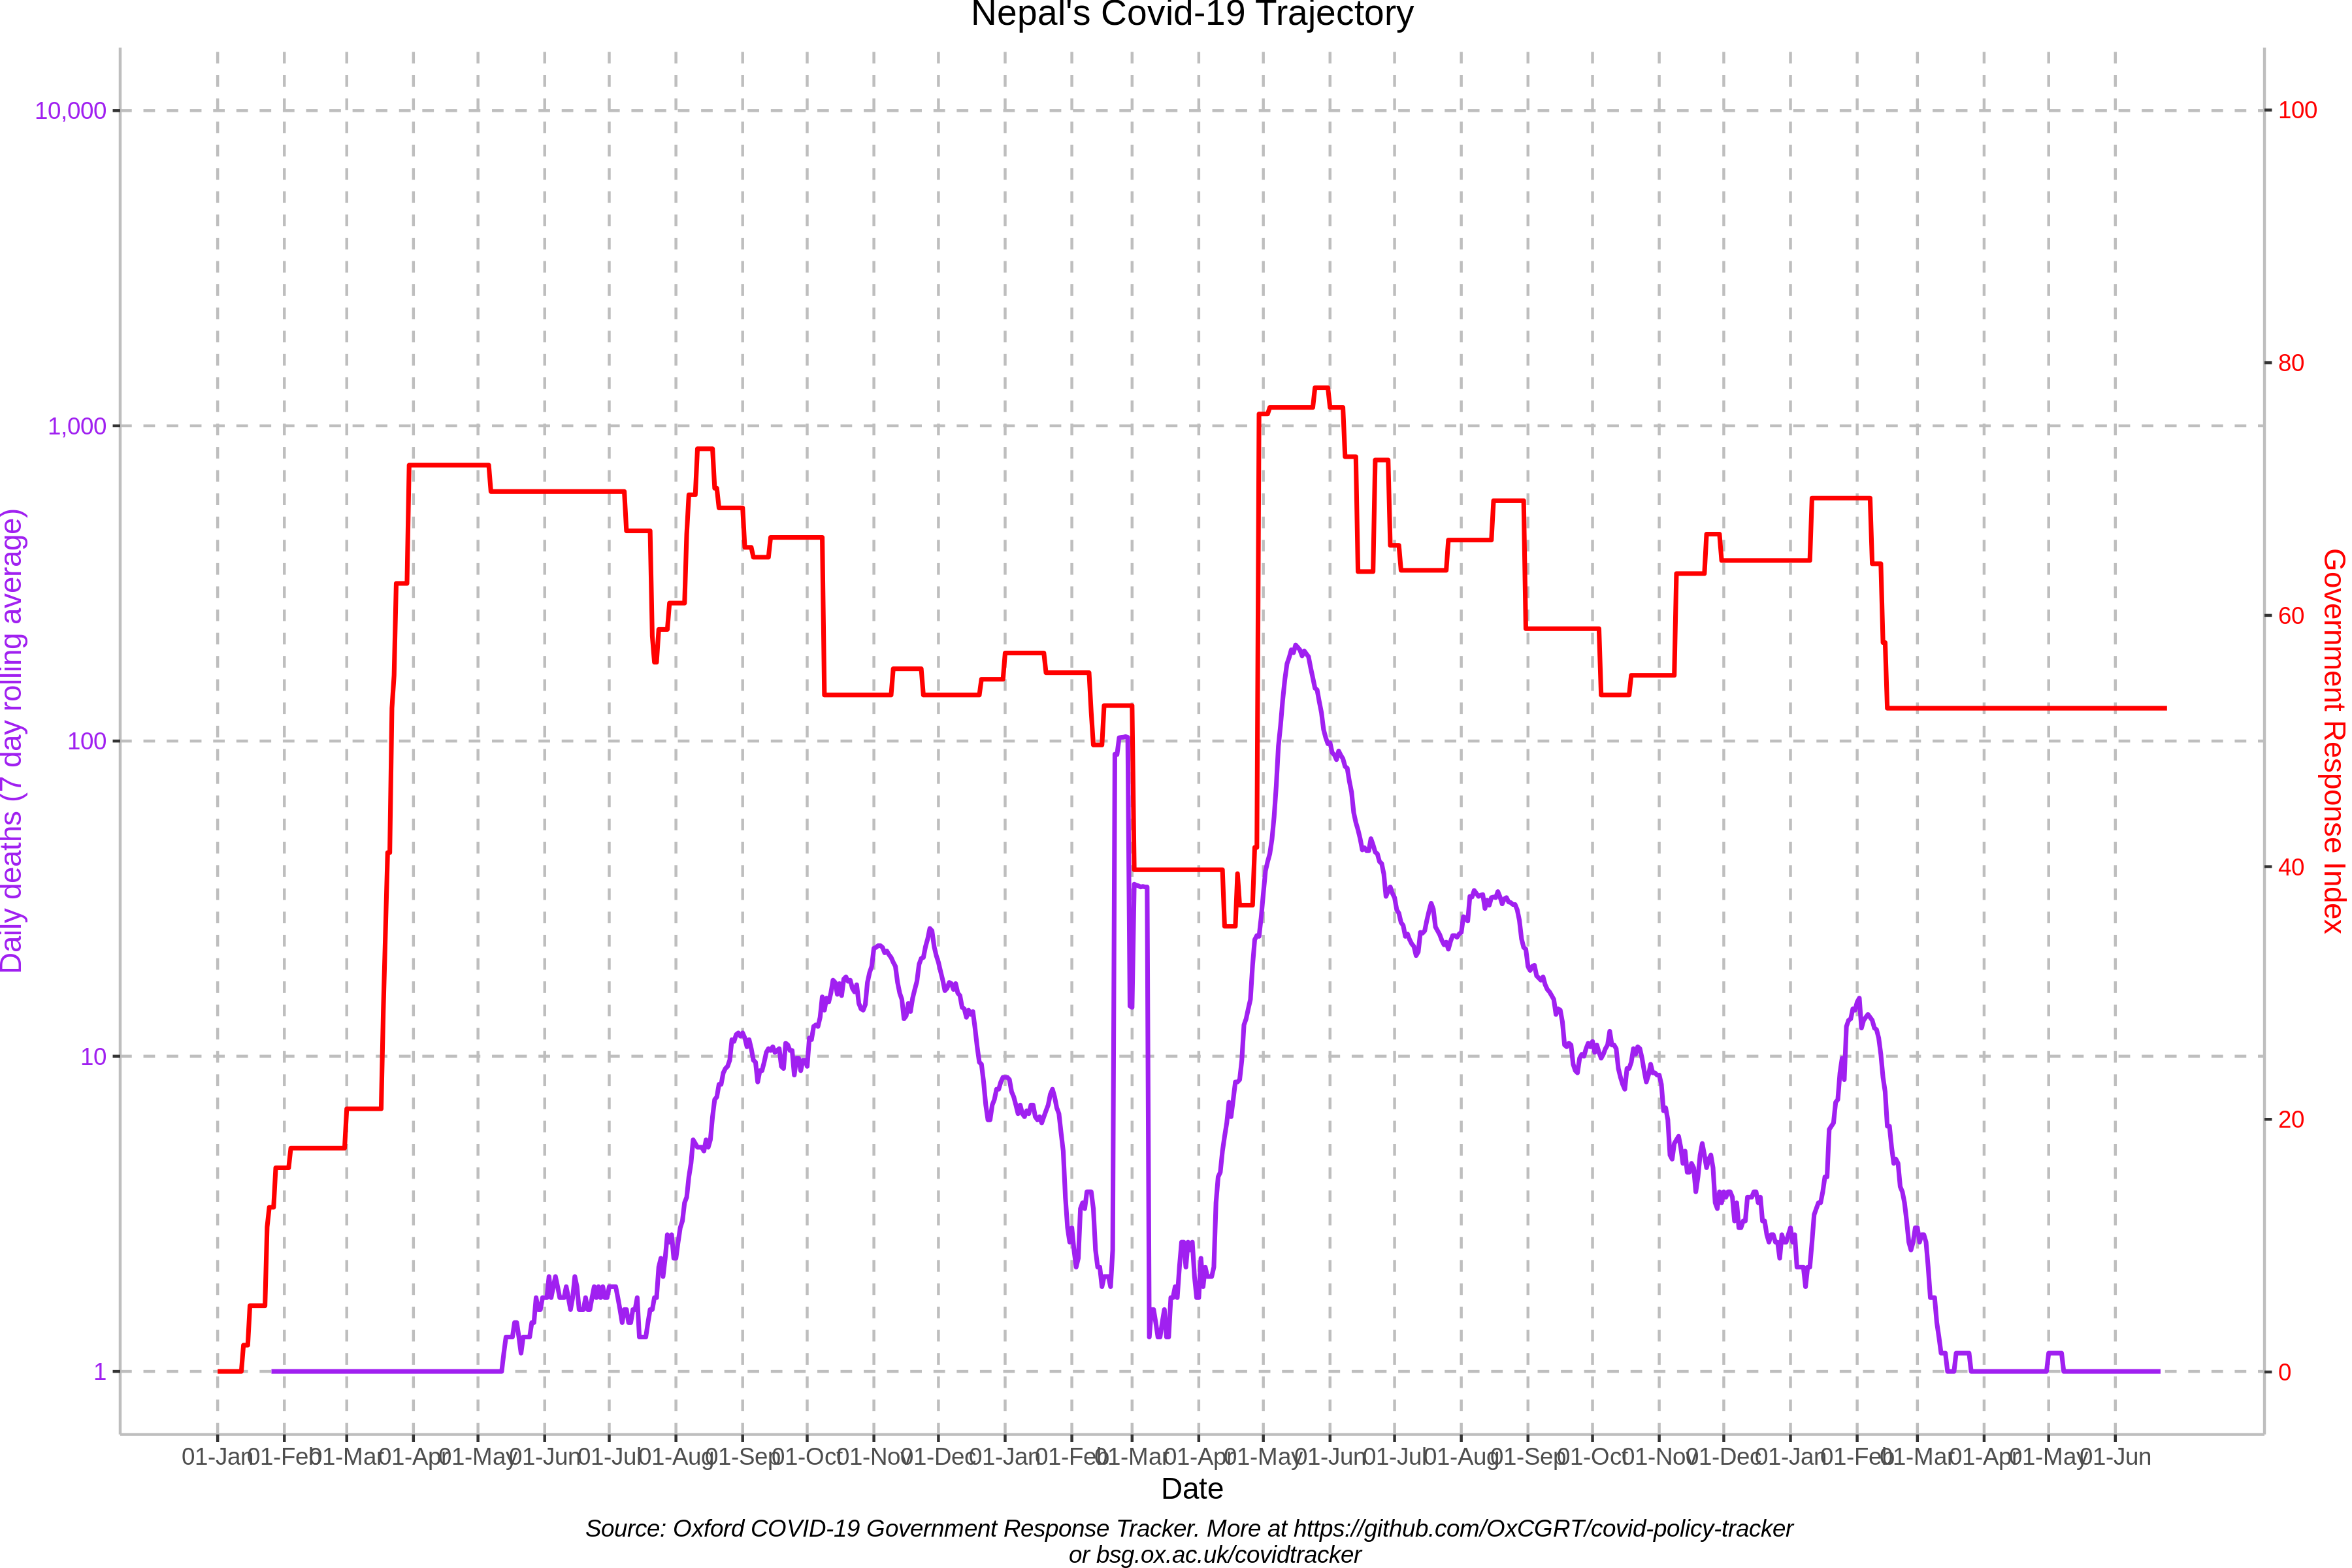 Nepal's Covid-19 Trajectory
10,000
1,000
100
10
1
Daily deaths (7 day rolling average)
100
80
60
40
20
0
Government Response Index
01-Jan 01-Feb 01-Mar 01-Apr 01-May 01-Jun 01-Jul 01-Aug 01-Sep 01-Oct 01-Nov 01-Dec 01-Jan 01-Feb 01-Mar 01-Apr 01-May 01-Jun 01-Jul 01-Aug 01-Sep 01-Oct 01-Nov 01-Dec 01-Jan 01-Feb 01-Mar 01-Apr 01-May 01-Jun
Date
Source: Oxford COVID-19 Government Response Tracker. More at https://github.com/OxCGRT/covid-policy-tracker
or bsg.ox.ac.uk/covidtracker